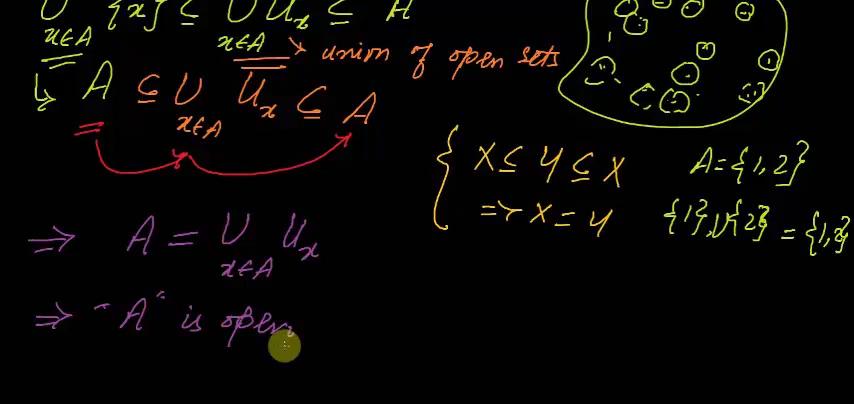 ∪ {x} ⊆ ∪ Uₓ ⊆ A
x∈A x∈A
union of open sets
A ⊆ ∪ Uₓ ⊆ A
x∈A
{ X ⊆ Y ⊆ X
=> X = Y
A = {1, 2}
{1}, ∪{2} = {1, 2}
=> A = ∪ Uₓ
x∈A
=> "A" is open